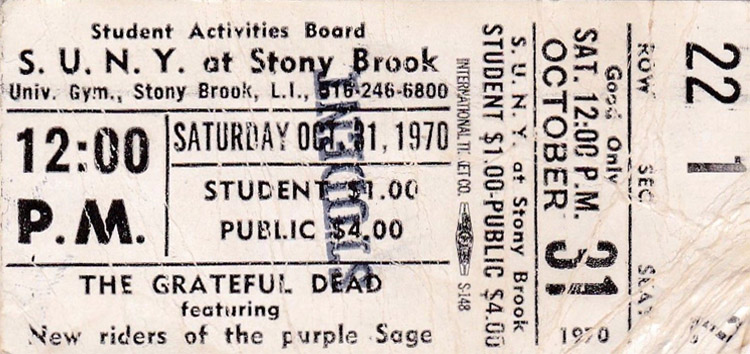 Student Activities Board
S. U. N. Y. at Stony Brook
Univ. Gym., Stony Brook, L.I., 516-246-6800
12:00
P.M.
SATURDAY OCT. 31, 1970
STUDENT $1.00
PUBLIC $4.00
STUDENT
THE GRATEFUL DEAD
featuring
New riders of the purple Sage
INTERNATIONAL TICKET CO.
S-148
STUDENT $1.00-PUBLIC $4.00
S. U. N. Y. at Stony Brook
OCTOBER 31
SAT. 12:00 P.M.
Good Only
1970
ROW
SEC
SEAT
22
1